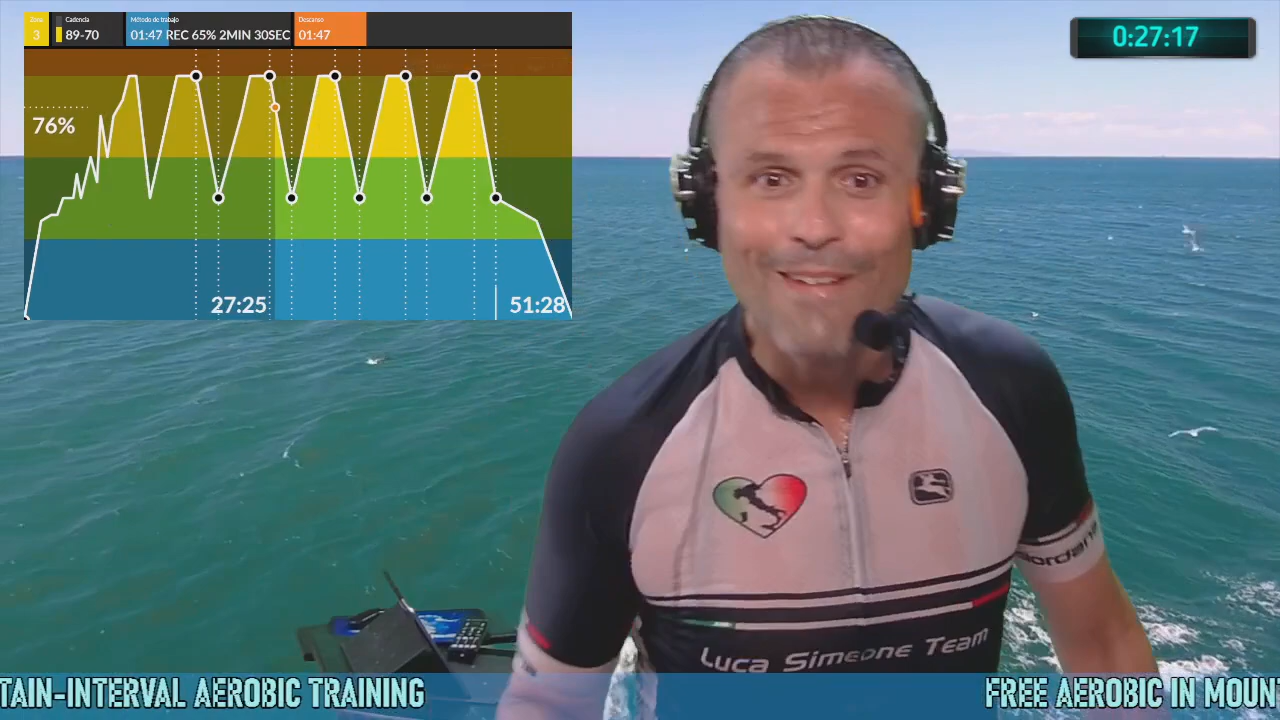 Zona
3
Cadencia
89-70
Método de trabajo
01:47 REC 65% 2MIN 30SEC
Descanso
01:47
0:27:17
76%
27:25
51:28
Luca Simeone Team
TAIN-INTERVAL AEROBIC TRAINING
FREE AEROBIC IN MOUN